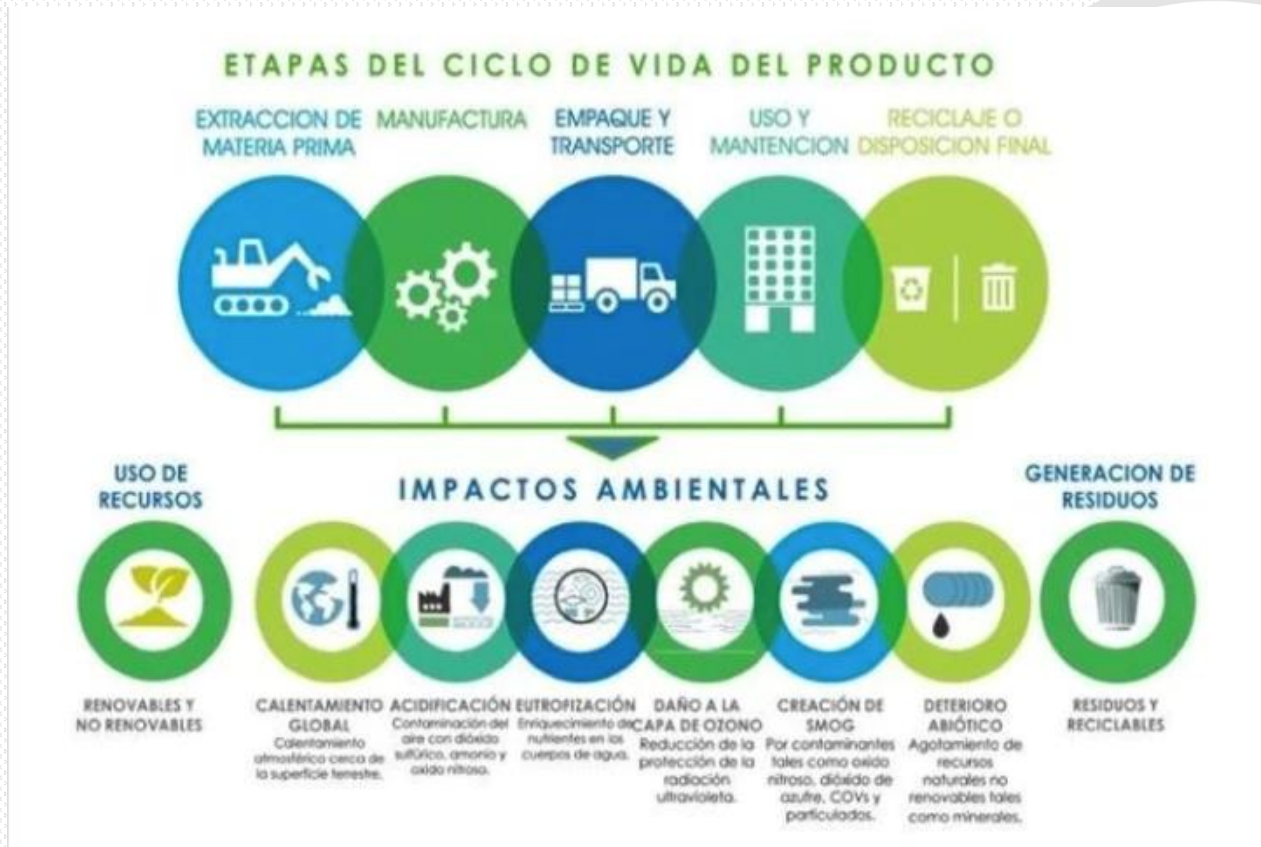 ETAPAS DEL CICLO DE VIDA DEL PRODUCTO
EXTRACCION DE
MATERIA PRIMA
MANUFACTURA
EMPAQUE Y
TRANSPORTE
USO Y
MANTENCION
RECICLAJE O
DISPOSICION FINAL
USO DE
RECURSOS
IMPACTOS AMBIENTALES
GENERACION DE
RESIDUOS
RENOVABLES Y
NO RENOVABLES
CALENTAMIENTO
GLOBAL
Calentamiento
atmosférico cerca de
la superficie terrestre.
ACIDIFICACIÓN
Contaminación del
aire con dióxido
sulfúrico, amonio y
oxido nitroso.
EUTROFIZACIÓN
Enriquecimiento de
nutrientes en los
cuerpos de agua.
DAÑO A LA
CAPA DE OZONO
Reducción de la
protección de la
radiación
ultravioleta.
CREACIÓN DE
SMOG
Por contaminantes
tales como oxido
nitroso, dióxido de
azufre, COVs y
particulados.
DETERIORO
ABIÓTICO
Agotamiento de
recursos
naturales no
renovables tales
como minerales.
RESIDUOS Y
RECICLABLES